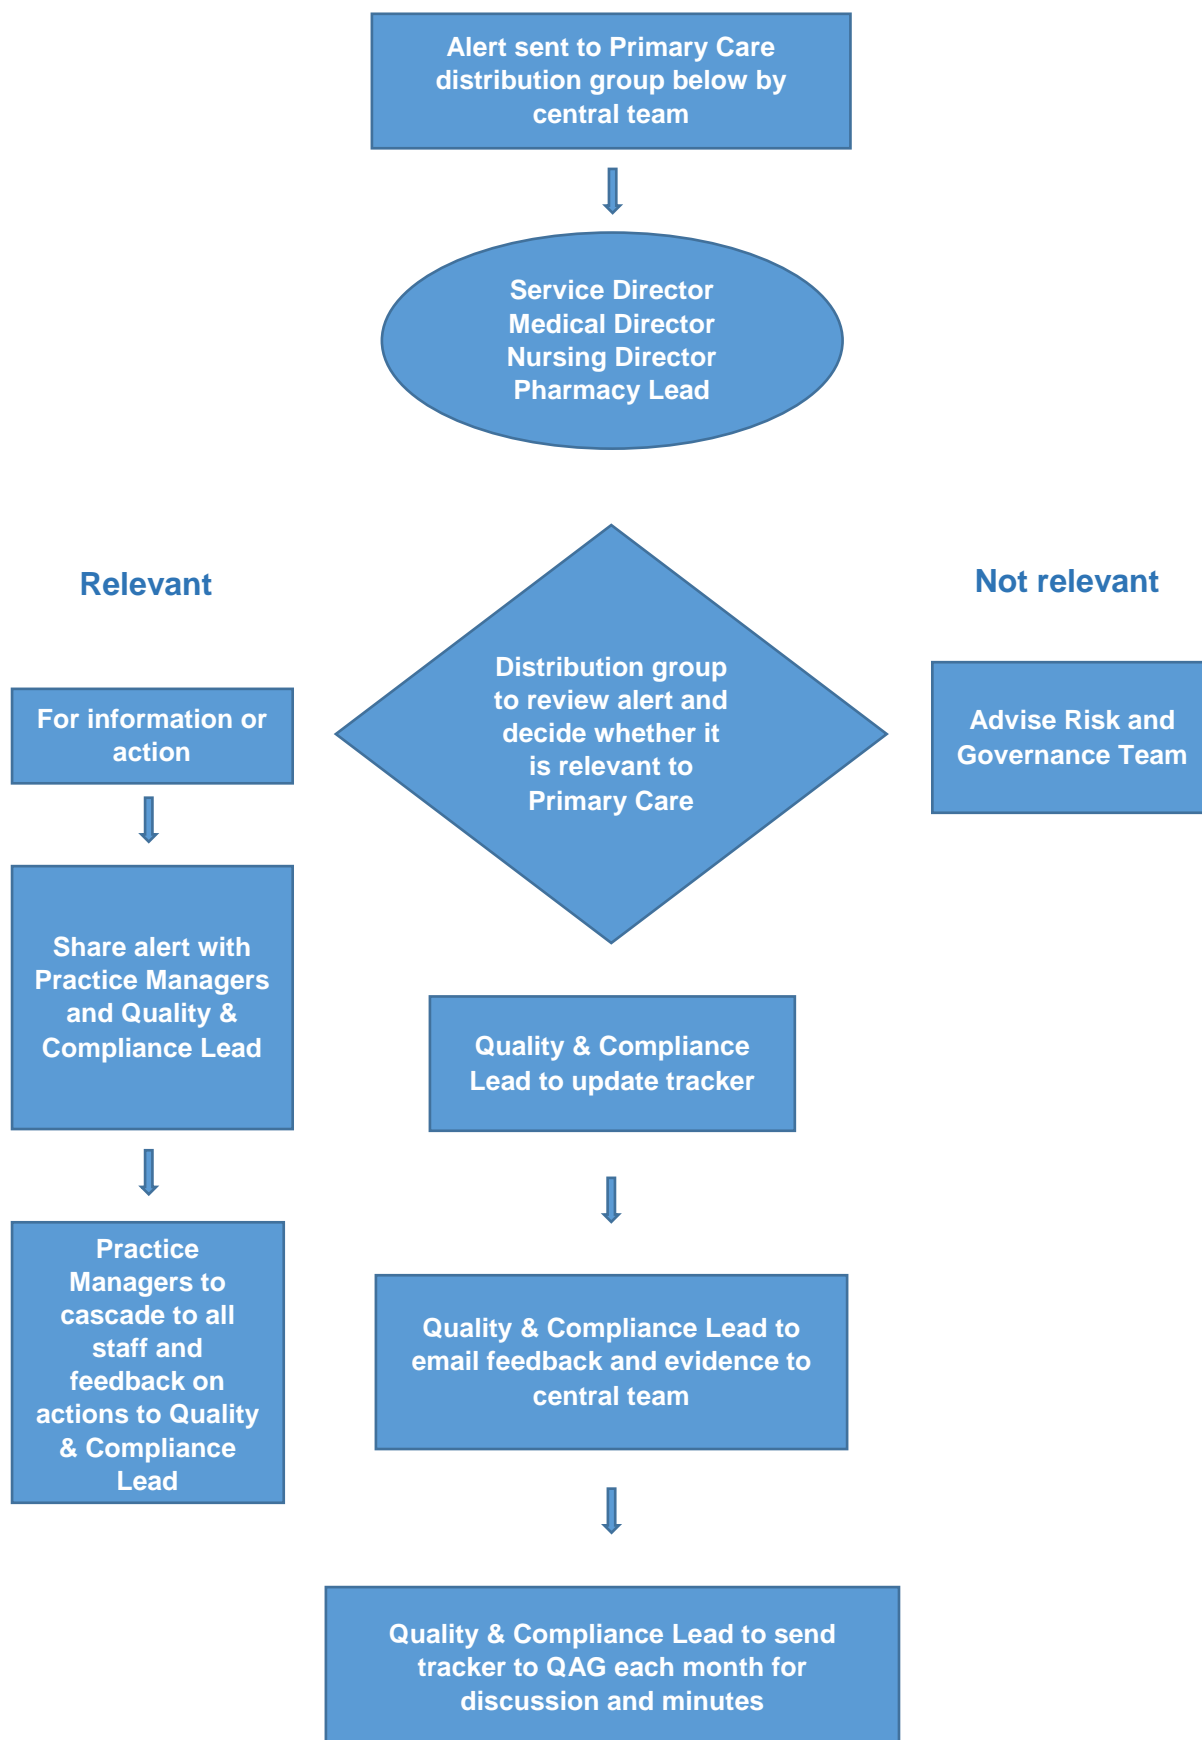 Alert sent to Primary Care
distribution group below by
central team
Service Director
Medical Director
Nursing Director
Pharmacy Lead
Relevant
Not relevant
Distribution group
to review alert and
decide whether it
is relevant to
Primary Care
For information or
action
Advise Risk and
Governance Team
Share alert with
Practice Managers
and Quality &
Compliance Lead
Quality & Compliance
Lead to update tracker
Practice
Managers to
cascade to all
staff and
feedback on
actions to Quality
& Compliance
Lead
Quality & Compliance Lead to
email feedback and evidence to
central team
Quality & Compliance Lead to send
tracker to QAG each month for
discussion and minutes